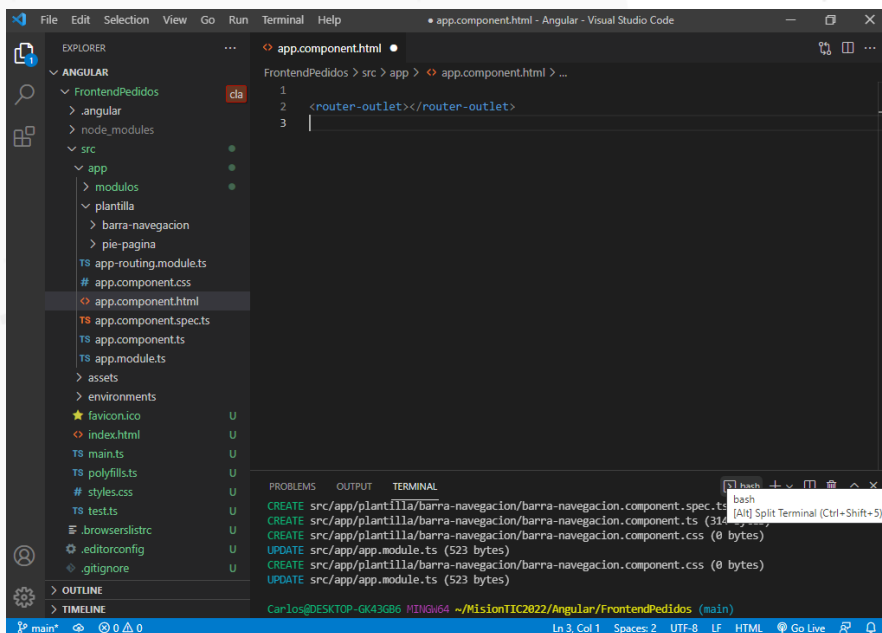 File Edit Selection View Go Run Terminal Help ● app.component.html - Angular - Visual Studio Code
1
EXPLORER ...
ANGULAR
FrontendPedidos
cla
.angular
node_modules
src
app
modulos
plantilla
barra-navegacion
pie-pagina
TS app-routing.module.ts
# app.component.css
<> app.component.html
TS app.component.spec.ts
TS app.component.ts
TS app.module.ts
assets
environments
favicon.ico U
<> index.html U
TS main.ts U
TS polyfills.ts U
# styles.css U
TS test.ts U
.browserslistrc U
.editorconfig U
.gitignore U
OUTLINE
TIMELINE
<> app.component.html ●
FrontendPedidos > src > app > <> app.component.html > ...
1
2 <router-outlet></router-outlet>
3
PROBLEMS OUTPUT TERMINAL bash
bash
[Alt] Split Terminal (Ctrl+Shift+5)
CREATE src/app/plantilla/barra-navegacion/barra-navegacion.component.spec.ts
CREATE src/app/plantilla/barra-navegacion/barra-navegacion.component.ts (314
CREATE src/app/plantilla/barra-navegacion/barra-navegacion.component.css (0 bytes)
UPDATE src/app/app.module.ts (523 bytes)
CREATE src/app/plantilla/barra-navegacion/barra-navegacion.component.css (0 bytes)
UPDATE src/app/app.module.ts (523 bytes)
Carlos@DESKTOP-GK43GB6 MINGW64 ~/MisionTIC2022/Angular/FrontendPedidos (main)
main* 0 0 Ln 3, Col 1 Spaces: 2 UTF-8 LF HTML Go Live